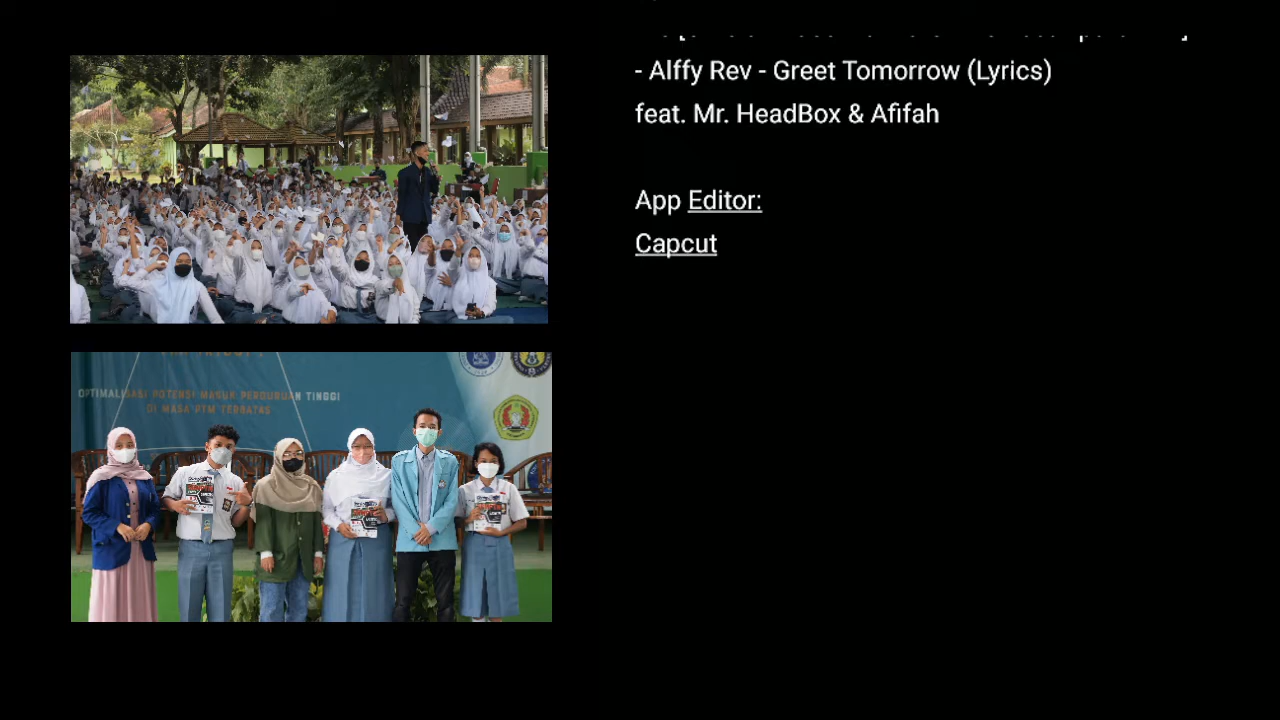 - Alffy Rev - Greet Tomorrow (Lyrics)
feat. Mr. HeadBox & Afifah
App Editor:
Capcut
OPTIMALISASI POTENSI MASUK PERGURUAN TINGGI
DI MASA PTM TERBATAS